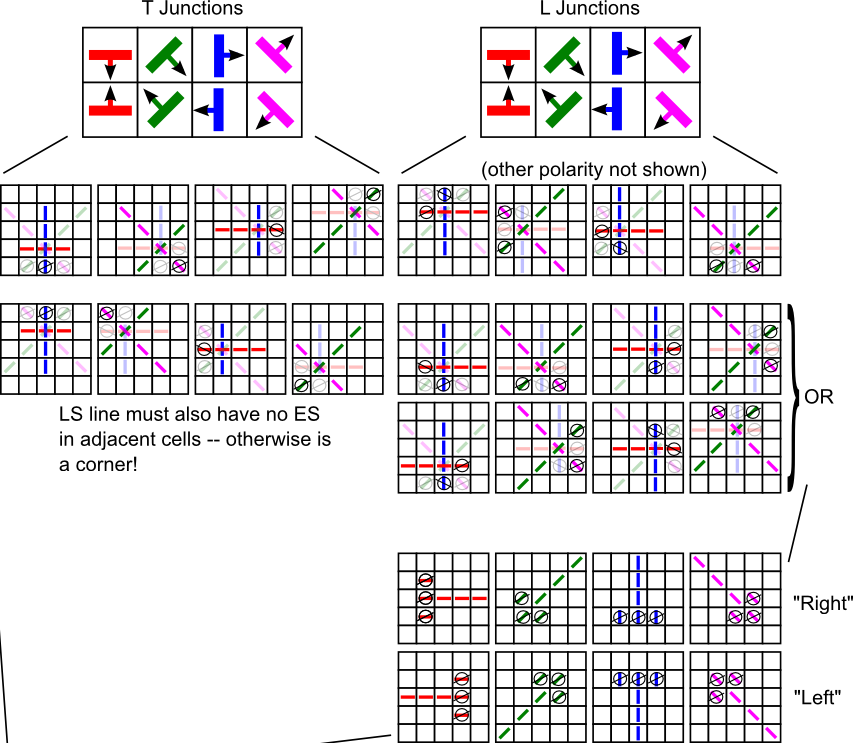 T Junctions
L Junctions
(other polarity not shown)
LS line must also have no ES
in adjacent cells -- otherwise is
a corner!
OR
"Right"
"Left"